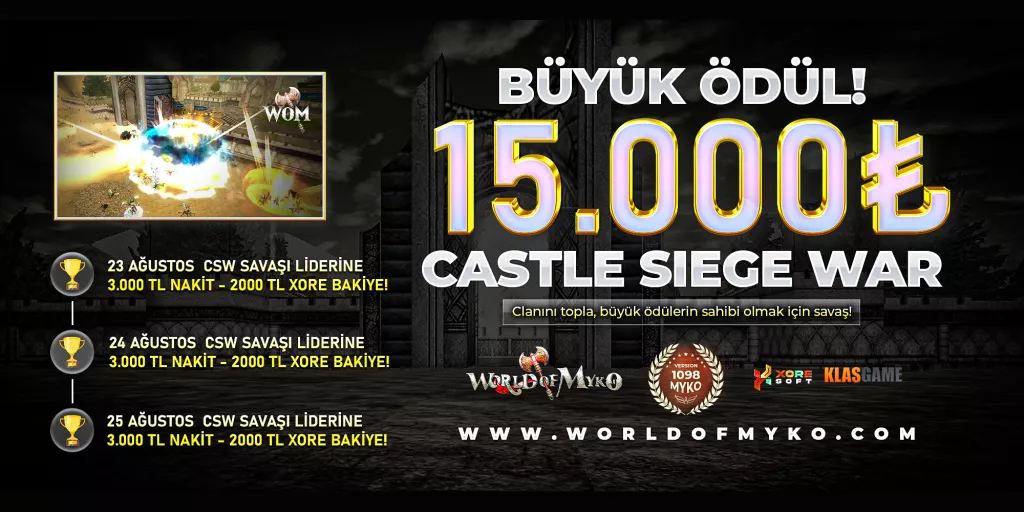 WOM
23 AĞUSTOS CSW SAVAŞI LİDERİNE
3.000 TL NAKİT - 2000 TL XORE BAKİYE!
24 AĞUSTOS CSW SAVAŞI LİDERİNE
3.000 TL NAKİT - 2000 TL XORE BAKİYE!
25 AĞUSTOS CSW SAVAŞI LİDERİNE
3.000 TL NAKİT - 2000 TL XORE BAKİYE!
BÜYÜK ÖDÜL!
15.000₺
CASTLE SIEGE WAR
Clanını topla, büyük ödülerin sahibi olmak için savaş!
WORLD OF MYKO
VERSION
1098
MYKO
XORE
SOFT
KLASGAME
WWW.WORLDOFMYKO.COM